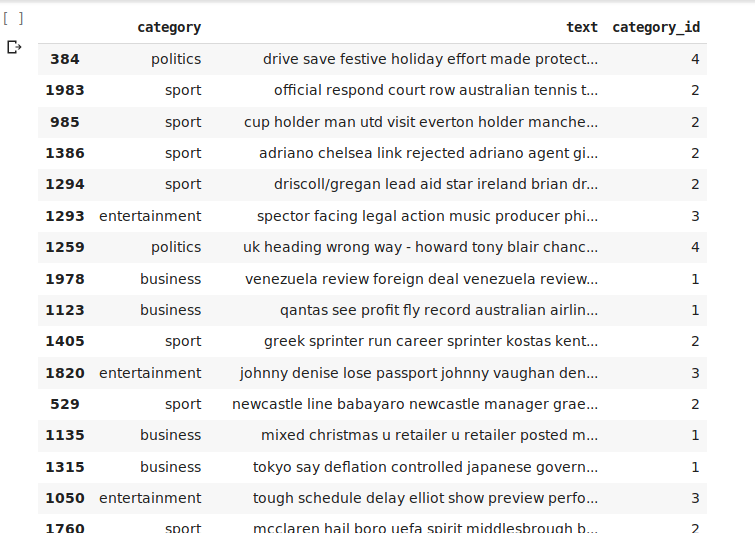 [ ]
category text category_id
384 politics drive save festive holiday effort made protect... 4
1983 sport official respond court row australian tennis t... 2
985 sport cup holder man utd visit everton holder manche... 2
1386 sport adriano chelsea link rejected adriano agent gi... 2
1294 sport driscoll/gregan lead aid star ireland brian dr... 2
1293 entertainment spector facing legal action music producer phi... 3
1259 politics uk heading wrong way - howard tony blair chanc... 4
1978 business venezuela review foreign deal venezuela review... 1
1123 business qantas see profit fly record australian airlin... 1
1405 sport greek sprinter run career sprinter kostas kent... 2
1820 entertainment johnny denise lose passport johnny vaughan den... 3
529 sport newcastle line babayaro newcastle manager grae... 2
1135 business mixed christmas u retailer u retailer posted m... 1
1315 business tokyo say deflation controlled japanese govern... 1
1050 entertainment tough schedule delay elliot show preview perfo... 3
1760 sport mcclaren hail boro uefa spirit middlesbrough b... 2